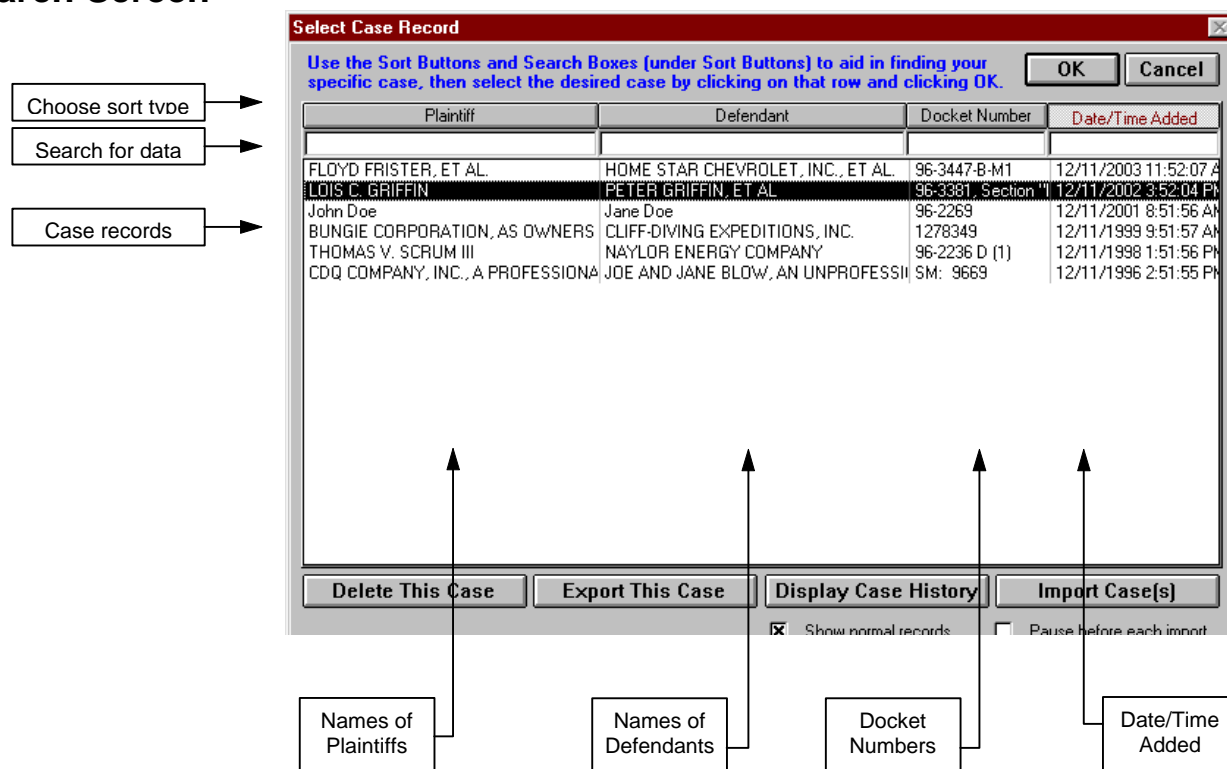 Screen
Select Case Record
Use the Sort Buttons and Search Boxes (under Sort Buttons) to aid in finding your
specific case, then select the desired case by clicking on that row and clicking OK.
OK Cancel
Choose sort type
Plaintiff Defendant Docket Number Date/Time Added
Search for data
FLOYD FRISTER, ET AL. HOME STAR CHEVROLET, INC., ET AL. 96-3447-B-M1 12/11/2003 11:52:07 A
LOIS C. GRIFFIN PETER GRIFFIN, ET AL 96-3381, Section "I 12/11/2002 3:52:04 PM
John Doe Jane Doe 96-2269 12/11/2001 8:51:56 AM
Case records
BUNGIE CORPORATION, AS OWNERS CLIFF-DIVING EXPEDITIONS, INC. 1278349 12/11/1999 9:51:57 AM
THOMAS V. SCRUM III NAYLOR ENERGY COMPANY 96-2236 D (1) 12/11/1998 1:51:56 PM
CDQ COMPANY, INC., A PROFESSIONA JOE AND JANE BLOW, AN UNPROFESSI SM: 9669 12/11/1996 2:51:55 PM
Delete This Case Export This Case Display Case History Import Case(s)
Show normal records Pause before each import
Names of
Plaintiffs
Names of
Defendants
Docket
Numbers
Date/Time
Added